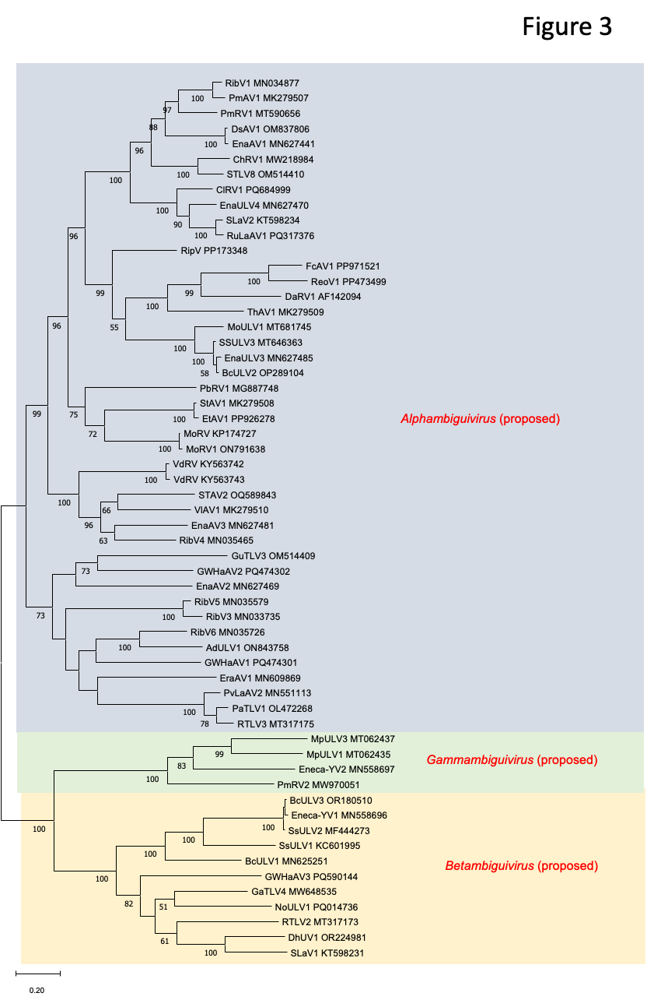 Figure 3
RibV1 MN034877
100
PmAV1 MK279507
97
PmRV1 MT590656
88
DsAV1 OM837806
100
EnaAV1 MN627441
96
ChRV1 MW218984
100
STLV8 OM514410
100
ClRV1 PQ684999
100
EnaULV4 MN627470
90
SLaV2 KT598234
100
RuLaAV1 PQ317376
96
RipV PP173348
FcAV1 PP971521
100
ReoV1 PP473499
99
99
DaRV1 AF142094
100
ThAV1 MK279509
55
MoULV1 MT681745
100
SSULV3 MT646363
100
EnaULV3 MN627485
58
BcULV2 OP289104
96
PbRV1 MG887748
75
StAV1 MK279508
100
EtAV1 PP926278
72
MoRV KP174727
100
MoRV1 ON791638
99
Alphambiguivirus (proposed)
VdRV KY563742
100
VdRV KY563743
100
STAV2 OQ589843
66
VlAV1 MK279510
96
EnaAV3 MN627481
63
RibV4 MN035465
GuTLV3 OM514409
73
GWHaAV2 PQ474302
EnaAV2 MN627469
73
RibV5 MN035579
100
RibV3 MN033735
RibV6 MN035726
100
AdULV1 ON843758
GWHaAV1 PQ474301
EraAV1 MN609869
PvLaAV2 MN551113
100
PaTLV1 OL472268
78
RTLV3 MT317175
MpULV3 MT062437
99
MpULV1 MT062435
83
Gammambiguivirus (proposed)
Eneca-YV2 MN558697
100
PmRV2 MW970051
BcULV3 OR180510
Eneca-YV1 MN558696
100
SsULV2 MF444273
100
100
SsULV1 KC601995
100
BcULV1 MN625251
Betambiguivirus (proposed)
100
GWHaAV3 PQ590144
82
GaTLV4 MW648535
51
NoULV1 PQ014736
RTLV2 MT317173
61
DhUV1 OR224981
100
SLaV1 KT598231
0.20